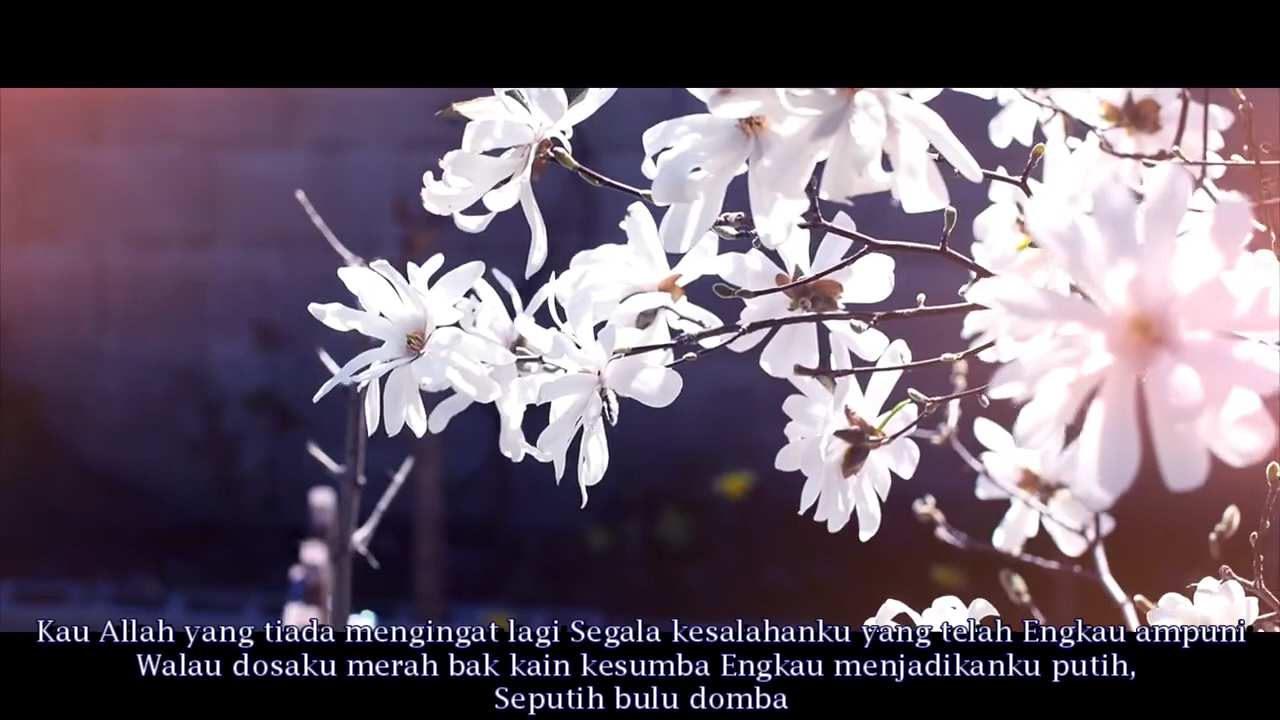 Kau Allah yang tiada mengingat lagi Segala kesalahanku yang telah Engkau ampuni
Walau dosaku merah bak kain kesumba Engkau menjadikanku putih,
Seputih bulu domba